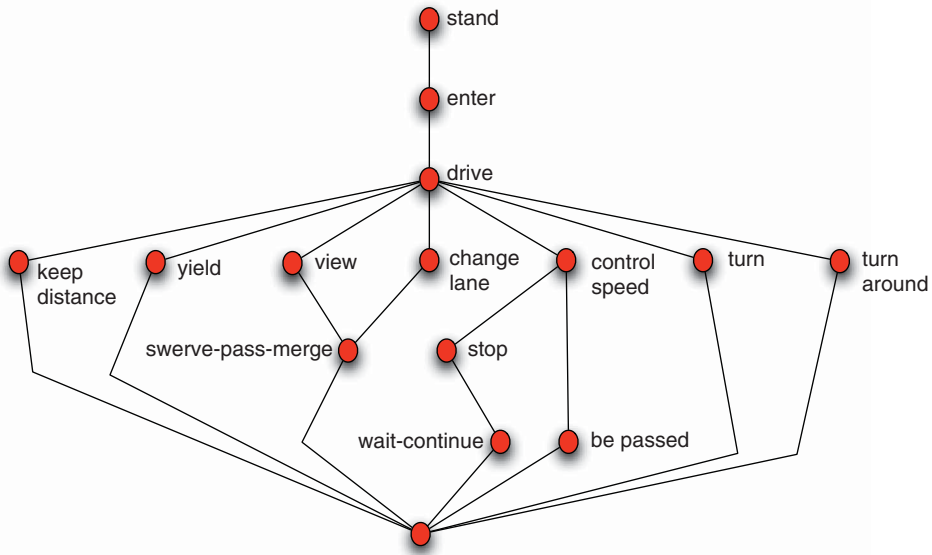 stand
enter
drive
keep
distance
yield
view
change
lane
control
speed
turn
turn
around
swerve-pass-merge
stop
wait-continue
be passed